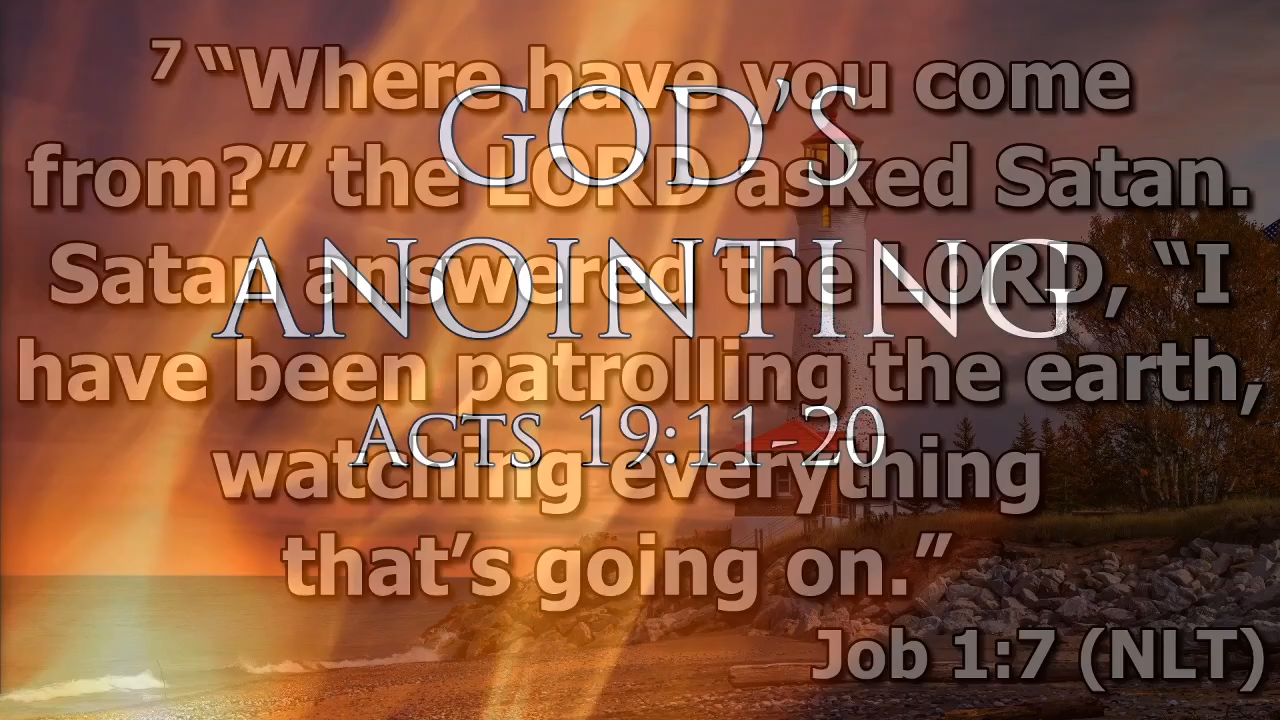 7 “Where have you come
from?” the LORD asked Satan.
Satan answered the LORD, “I
have been patrolling the earth,
watching everything
that’s going on.”
Job 1:7 (NLT)
GOD’S
ANOINTING
ACTS 19:11-20